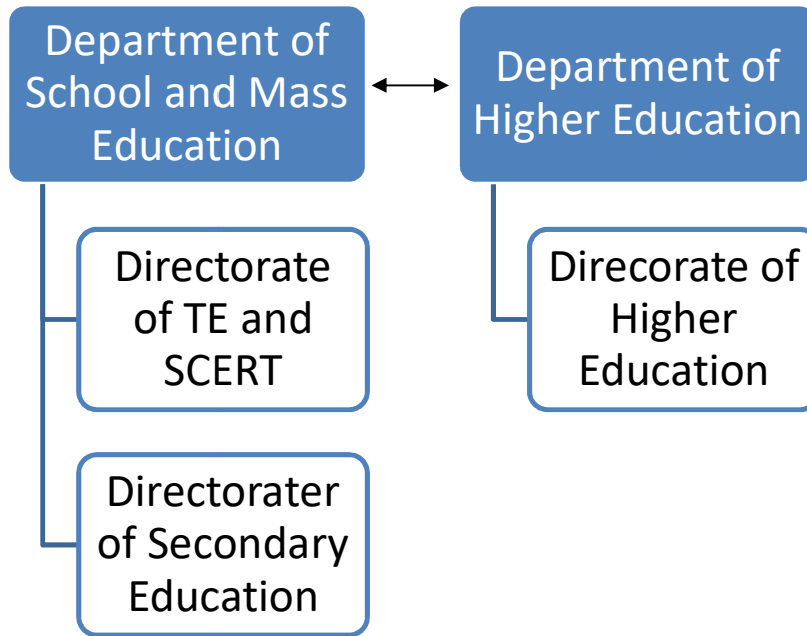 Department of
School and Mass
Education
Department of
Higher Education
Directorate
of TE and
SCERT
Direcorate of
Higher
Education
Directorater
of Secondary
Education